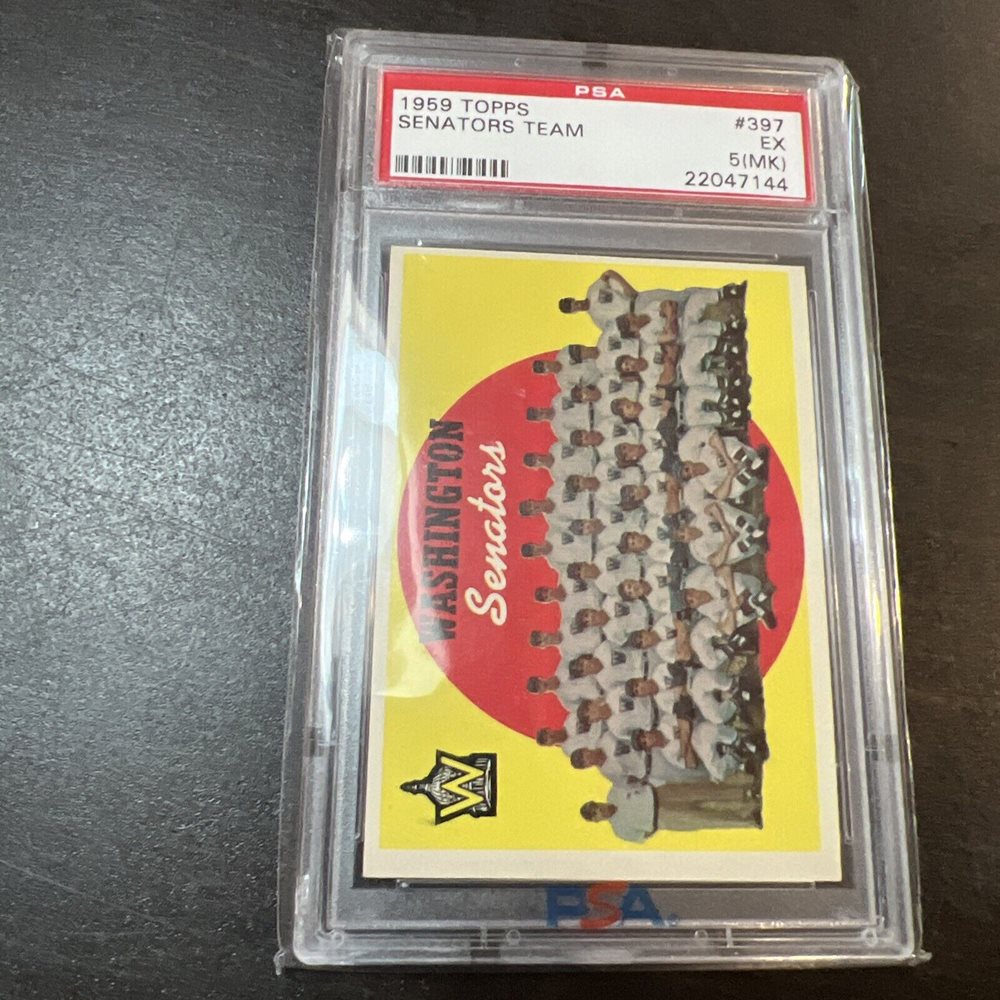 PSA
1959 TOPPS #397
SENATORS TEAM EX
5(MK)
22047144
WASHINGTON
Senators
W
PSA